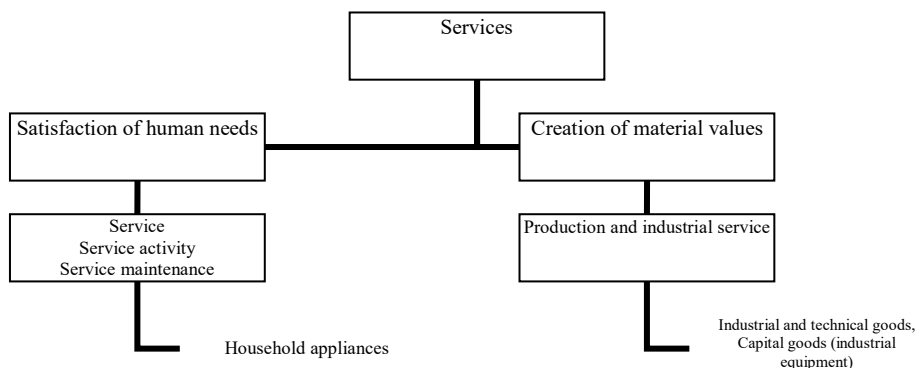 Services
Satisfaction of human needs
Creation of material values
Service
Service activity
Service maintenance
Production and industrial service
Household appliances
Industrial and technical goods,
Capital goods (industrial
equipment)